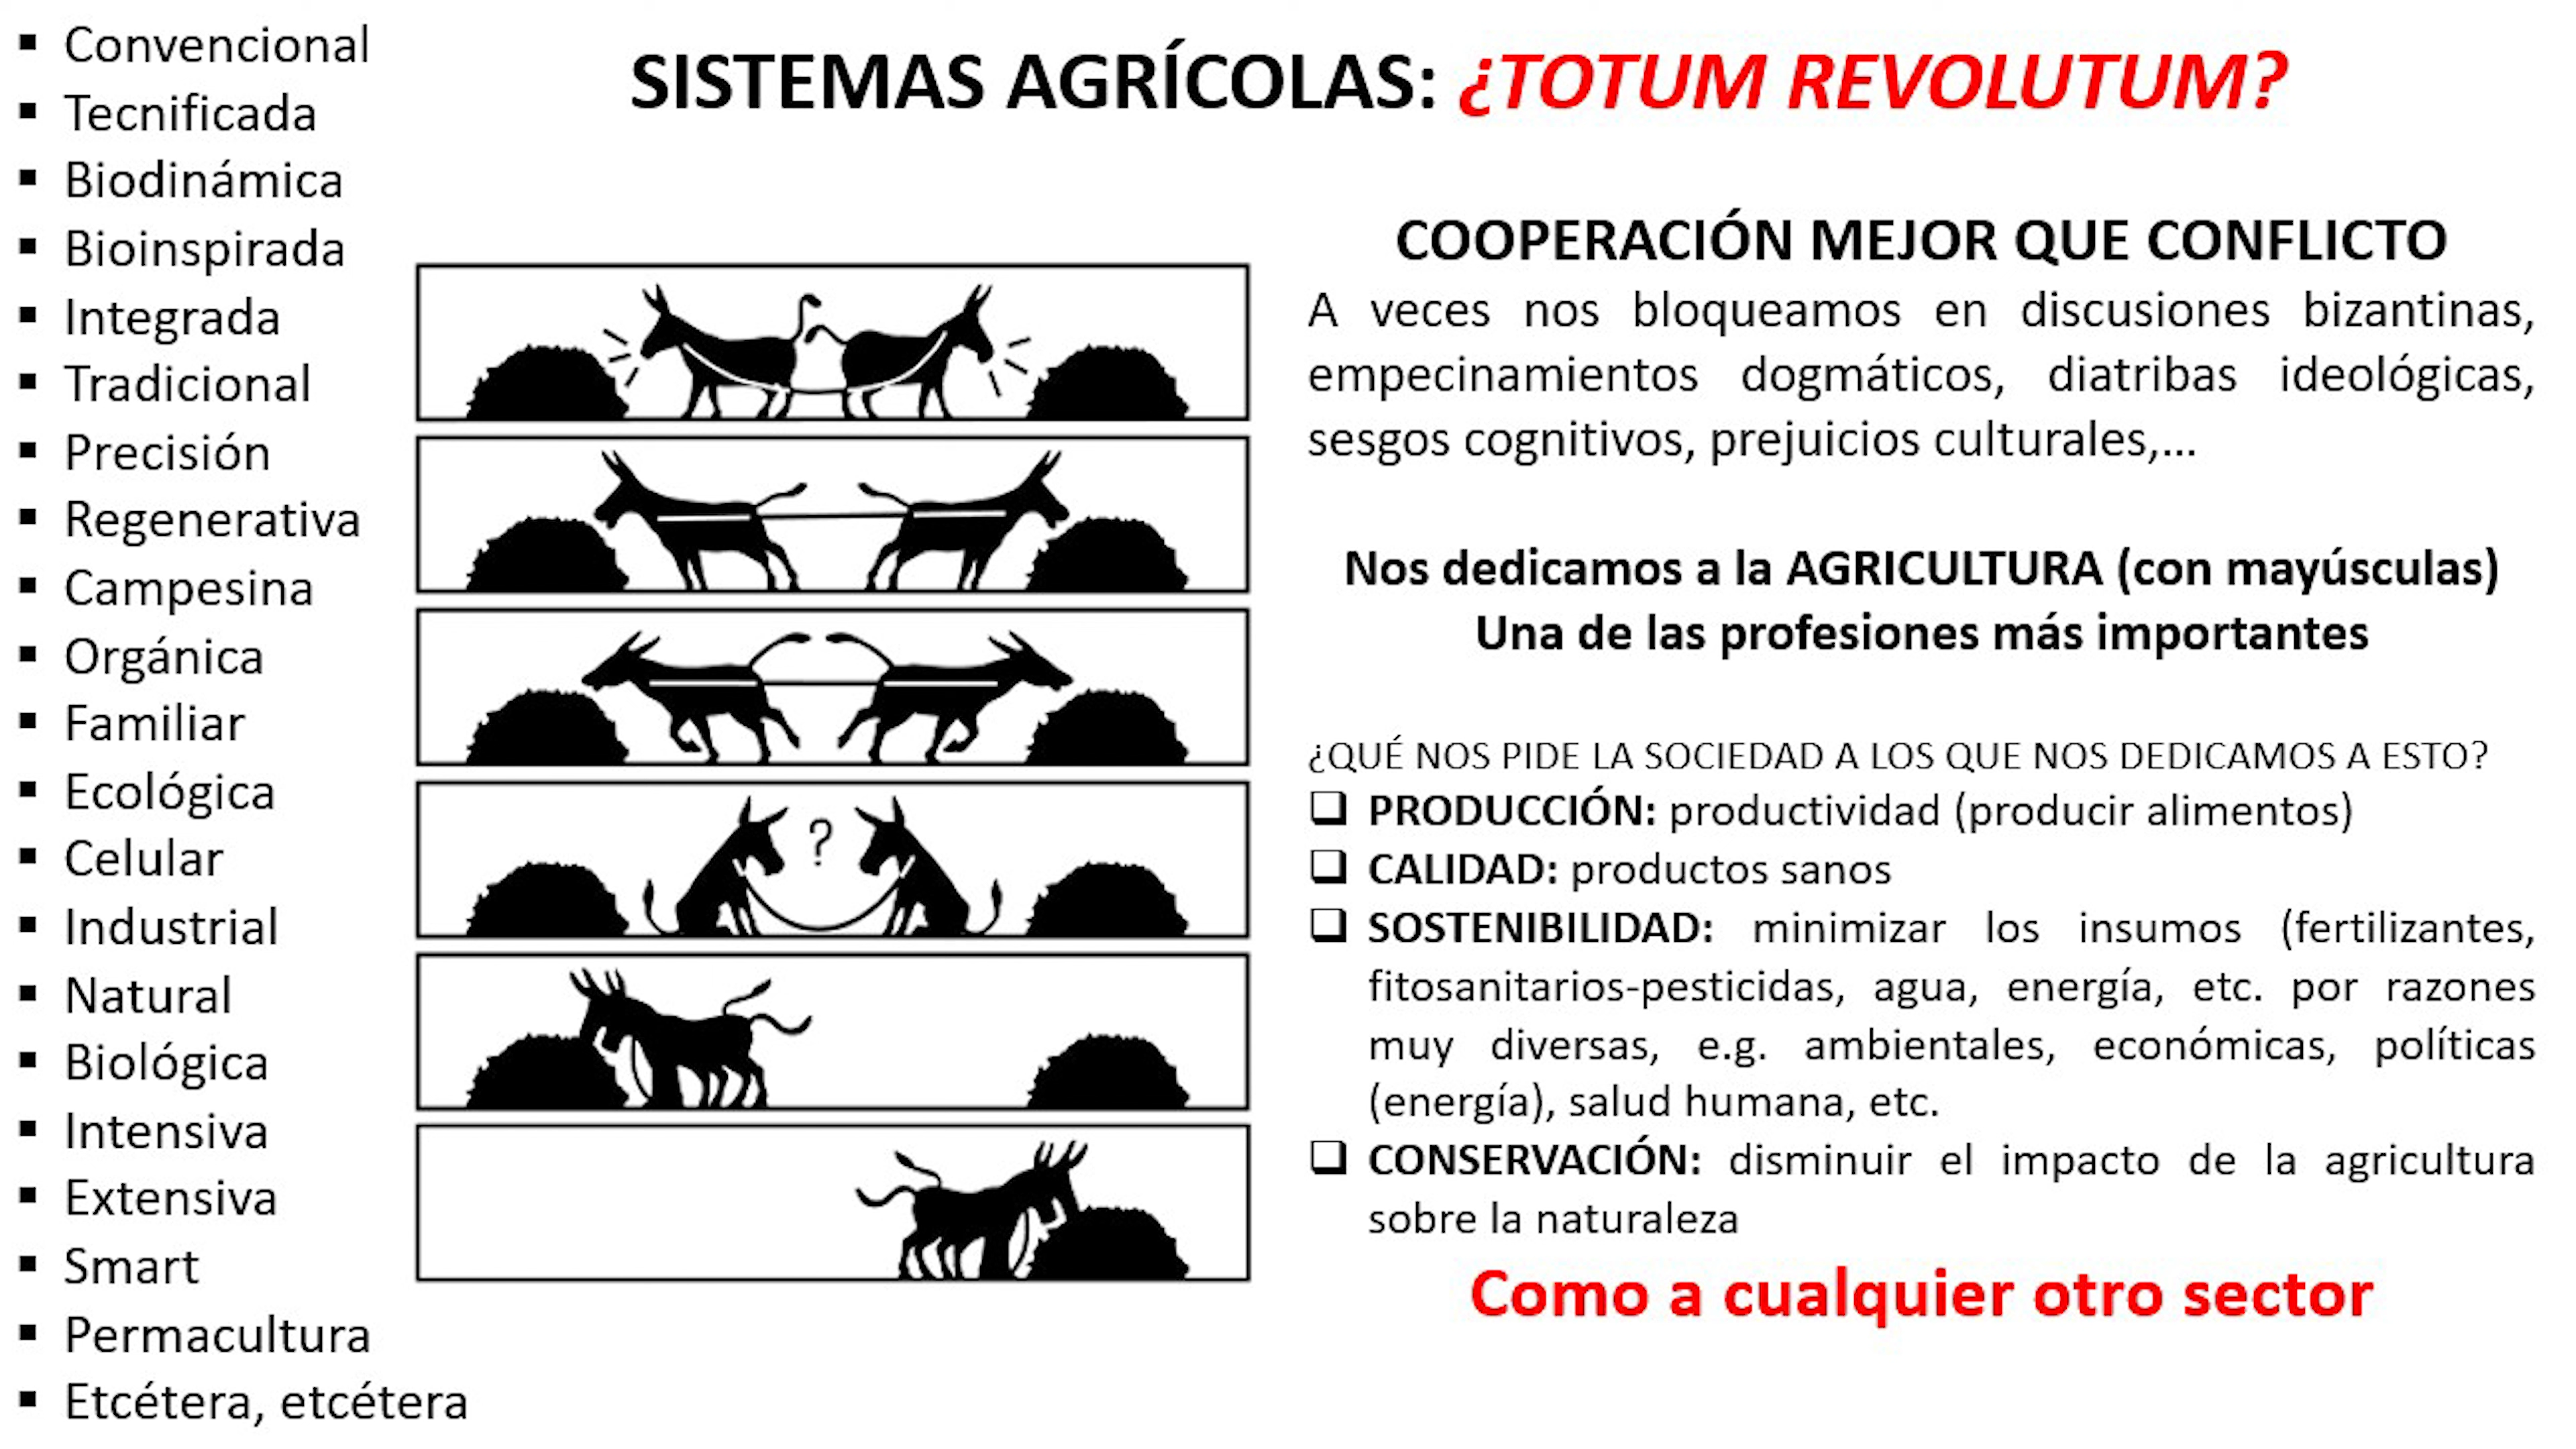 SISTEMAS AGRÍCOLAS: ¿TOTUM REVOLUTUM?
▪ Convencional
▪ Tecnificada
▪ Biodinámica
▪ Bioinspirada
▪ Integrada
▪ Tradicional
▪ Precisión
▪ Regenerativa
▪ Campesina
▪ Orgánica
▪ Familiar
▪ Ecológica
▪ Celular
▪ Industrial
▪ Natural
▪ Biológica
▪ Intensiva
▪ Extensiva
▪ Smart
▪ Permacultura
▪ Etcétera, etcétera
?
COOPERACIÓN MEJOR QUE CONFLICTO
A veces nos bloqueamos en discusiones bizantinas,
empecinamientos dogmáticos, diatribas ideológicas,
sesgos cognitivos, prejuicios culturales,...
Nos dedicamos a la AGRICULTURA (con mayúsculas)
Una de las profesiones más importantes
¿QUÉ NOS PIDE LA SOCIEDAD A LOS QUE NOS DEDICAMOS A ESTO?
❑ PRODUCCIÓN: productividad (producir alimentos)
❑ CALIDAD: productos sanos
❑ SOSTENIBILIDAD: minimizar los insumos (fertilizantes,
fitosanitarios-pesticidas, agua, energía, etc. por razones
muy diversas, e.g. ambientales, económicas, políticas
(energía), salud humana, etc.
❑ CONSERVACIÓN: disminuir el impacto de la agricultura
sobre la naturaleza
Como a cualquier otro sector